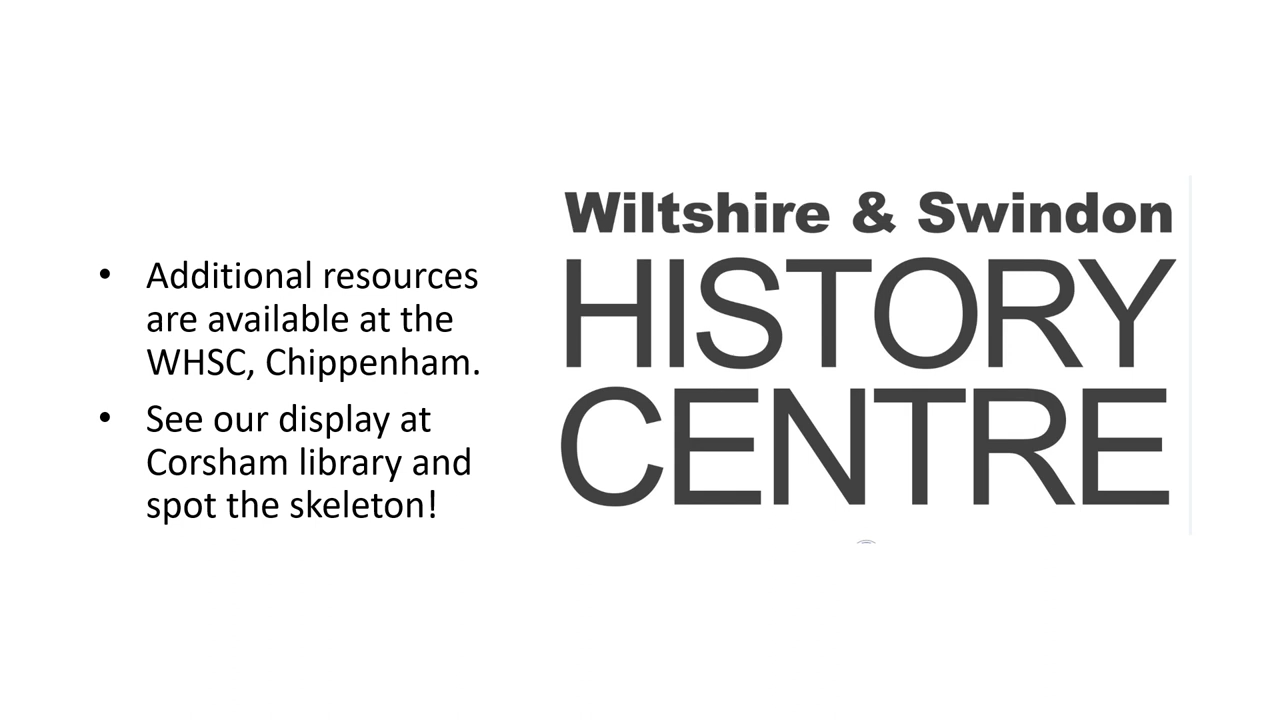 • Additional resources
are available at the
WHSC, Chippenham.
• See our display at
Corsham library and
spot the skeleton!
Wiltshire & Swindon
HISTORY
CENTRE